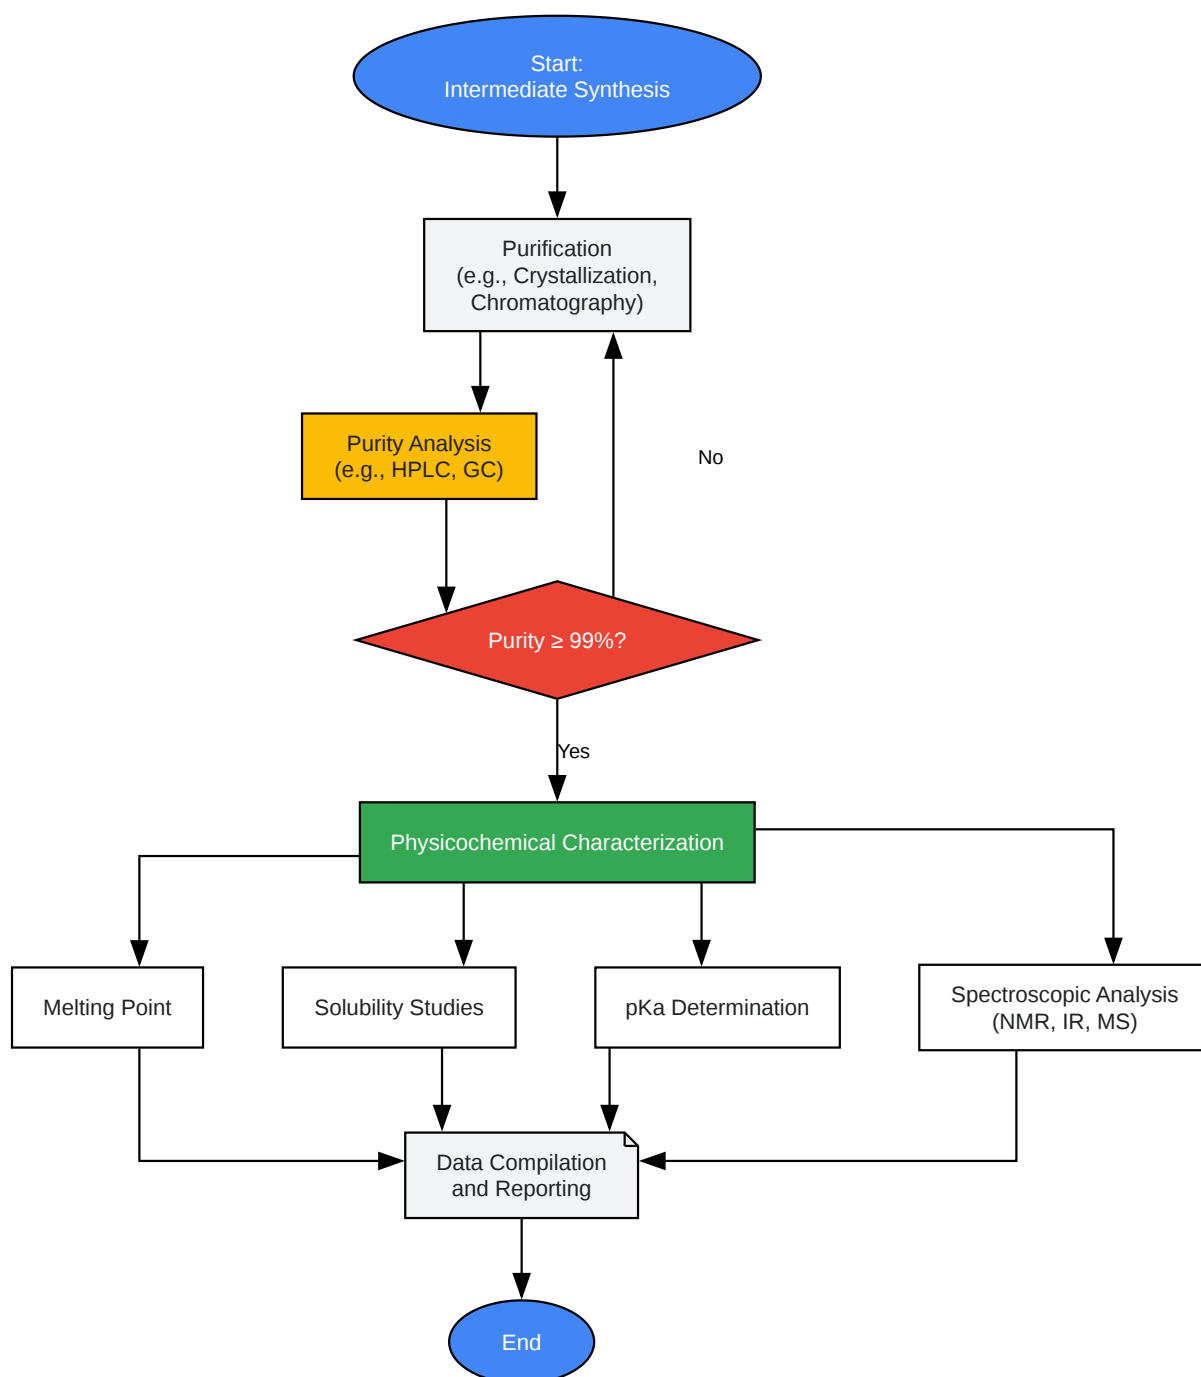 Start:
Intermediate Synthesis
Purification
(e.g., Crystallization,
Chromatography)
Purity Analysis
(e.g., HPLC, GC)
No
Purity ≥ 99%?
Yes
Physicochemical Characterization
Melting Point
Solubility Studies
pKa Determination
Spectroscopic Analysis
(NMR, IR, MS)
Data Compilation
and Reporting
End